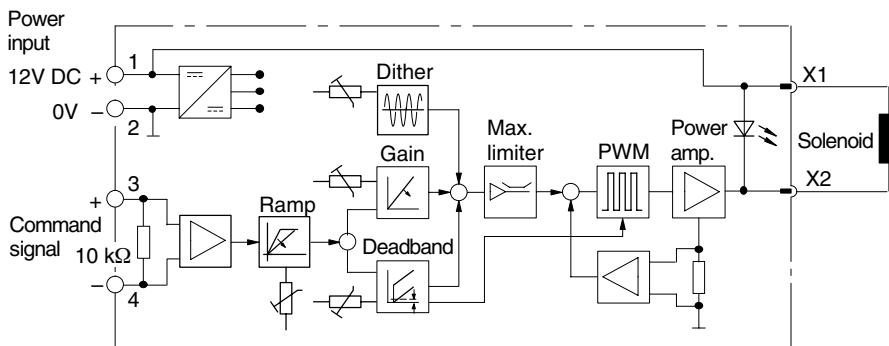 Power
input
1
12V DC +
0V −
2
3
+
Command
signal
10 kΩ
−
4
Ramp
Dither
Gain
Deadband
Max.
limiter
PWM
Power
amp.
X1
Solenoid
X2